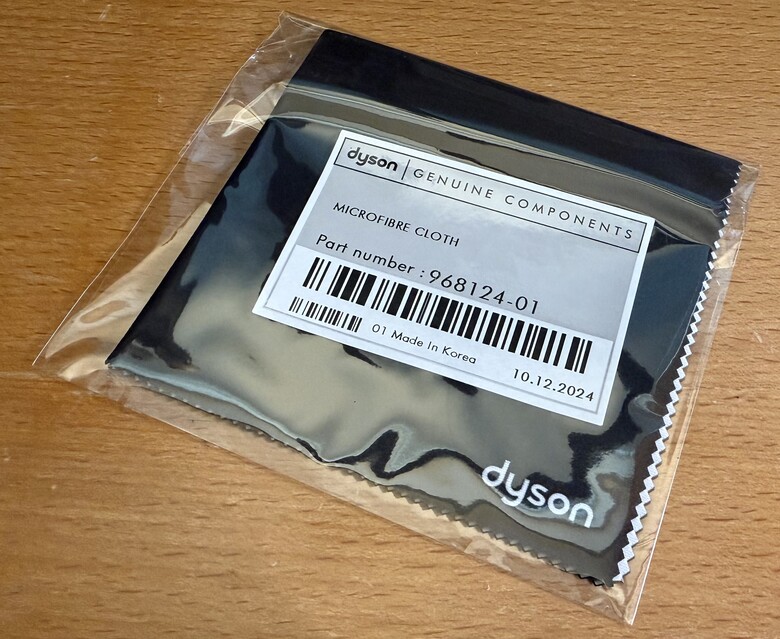 dyson | GENUINE COMPONENTS
MICROFIBRE CLOTH
Part number : 968124-01
01 Made In Korea
10.12.2024
dyson